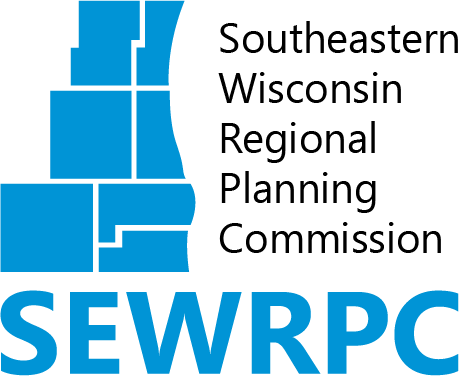 Southeastern
Wisconsin
Regional
Planning
Commission
SEWRPC